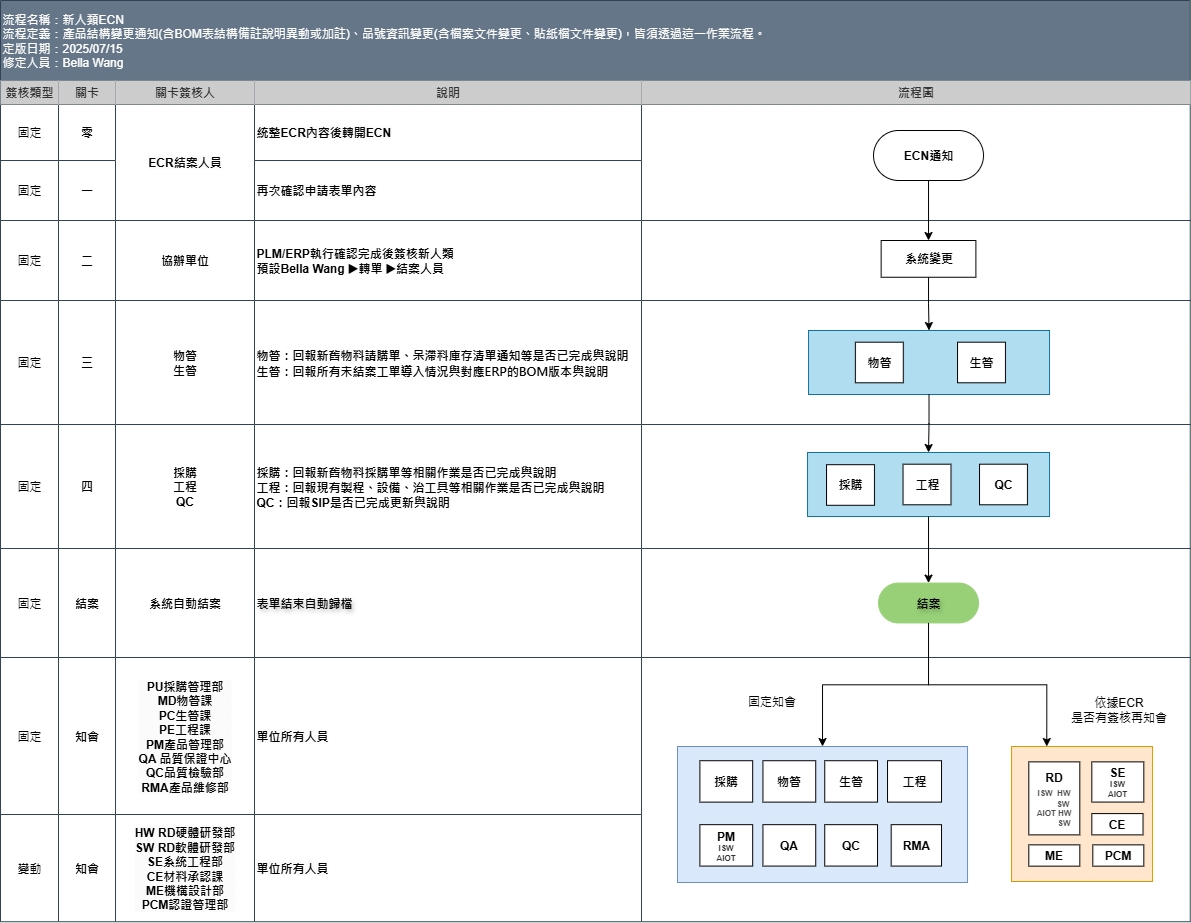 流程名稱：新人類ECN
流程定義：產品結構變更通知(含BOM表結構備註說明異動或加註)、品號資訊變更(含檔案文件變更、貼紙檔文件變更)，皆須透過這一作業流程。
定版日期：2025/07/15
修定人員：Bella Wang
簽核類型 關卡 關卡簽核人 說明 流程圖
固定 零 統整ECR內容後轉開ECN
ECR結案人員
固定 一 再次確認申請表單內容
ECN通知
固定 二 協辦單位
PLM/ERP執行確認完成後簽核新人類
預設Bella Wang ▶轉單 ▶結案人員
系統變更
固定 三
物管
生管
物管：回報新舊物料請購單、呆滯料庫存清單通知等是否已完成與說明
生管：回報所有未結案工單導入情況與對應ERP的BOM版本與說明
物管 生管
固定 四
採購
工程
QC
採購：回報新舊物料採購單等相關作業是否已完成與說明
工程：回報現有製程、設備、治工具等相關作業是否已完成與說明
QC：回報SIP是否已完成更新與說明
採購 工程 QC
固定 結案 系統自動結案 表單結束自動歸檔
結案
固定 知會
PU採購管理部
MD物管課
PC生管課
PE工程課
PM產品管理部
QA 品質保證中心
QC品質檢驗部
RMA產品維修部
單位所有人員
變動 知會
HW RD硬體研發部
SW RD軟體研發部
SE系統工程部
CE材料承認課
ME機構設計部
PCM認證管理部
單位所有人員
固定知會
採購 物管 生管 工程
PM
ISW
AIOT
QA QC RMA
依據ECR
是否有簽核再知會
RD
ISW HW
SW
AIOT HW
SW
SE
ISW
AIOT
CE
ME PCM